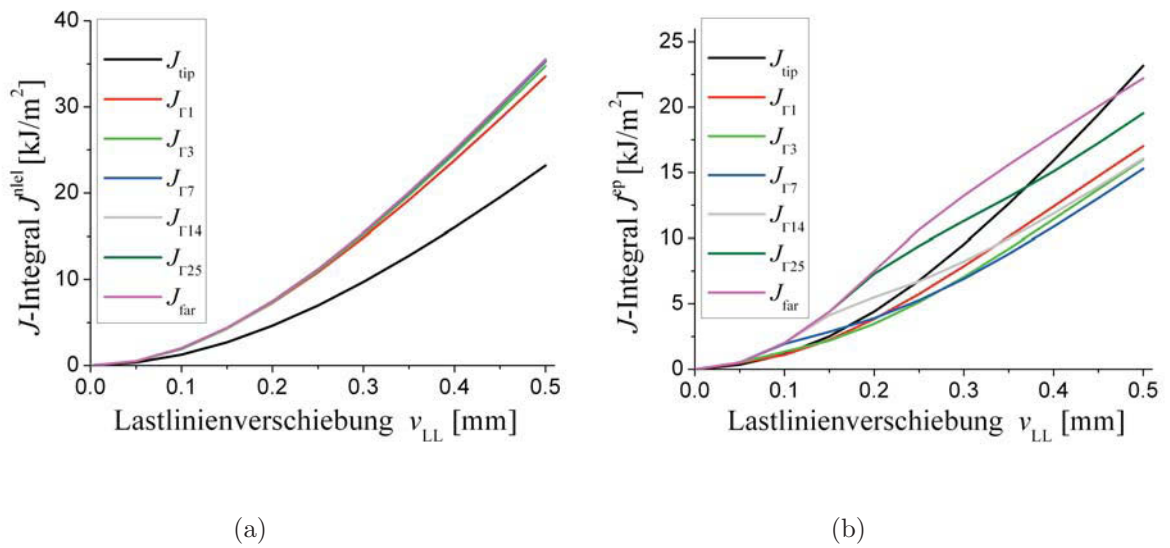 40
30
20
10
0
J-Integral J^nlel [kJ/m²]
J_tip
J_Γ1
J_Γ3
J_Γ7
J_Γ14
J_Γ25
J_far
0.0 0.1 0.2 0.3 0.4 0.5
Lastlinienverschiebung v_LL [mm]
(a)
25
20
15
10
5
0
J-Integral J^ep [kJ/m²]
J_tip
J_Γ1
J_Γ3
J_Γ7
J_Γ14
J_Γ25
J_far
0.0 0.1 0.2 0.3 0.4 0.5
Lastlinienverschiebung v_LL [mm]
(b)